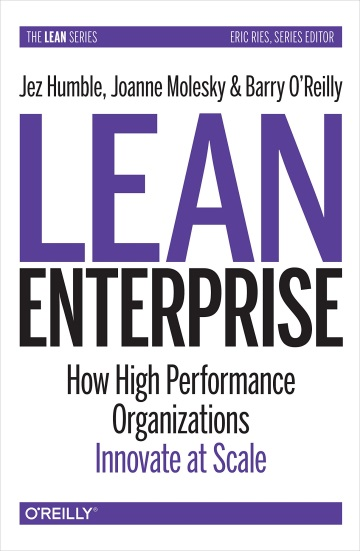 THE LEAN SERIES
ERIC RIES, SERIES EDITOR
Jez Humble, Joanne Molesky & Barry O'Reilly
LEAN
ENTERPRISE
How High Performance
Organizations
Innovate at Scale
O'REILLY®